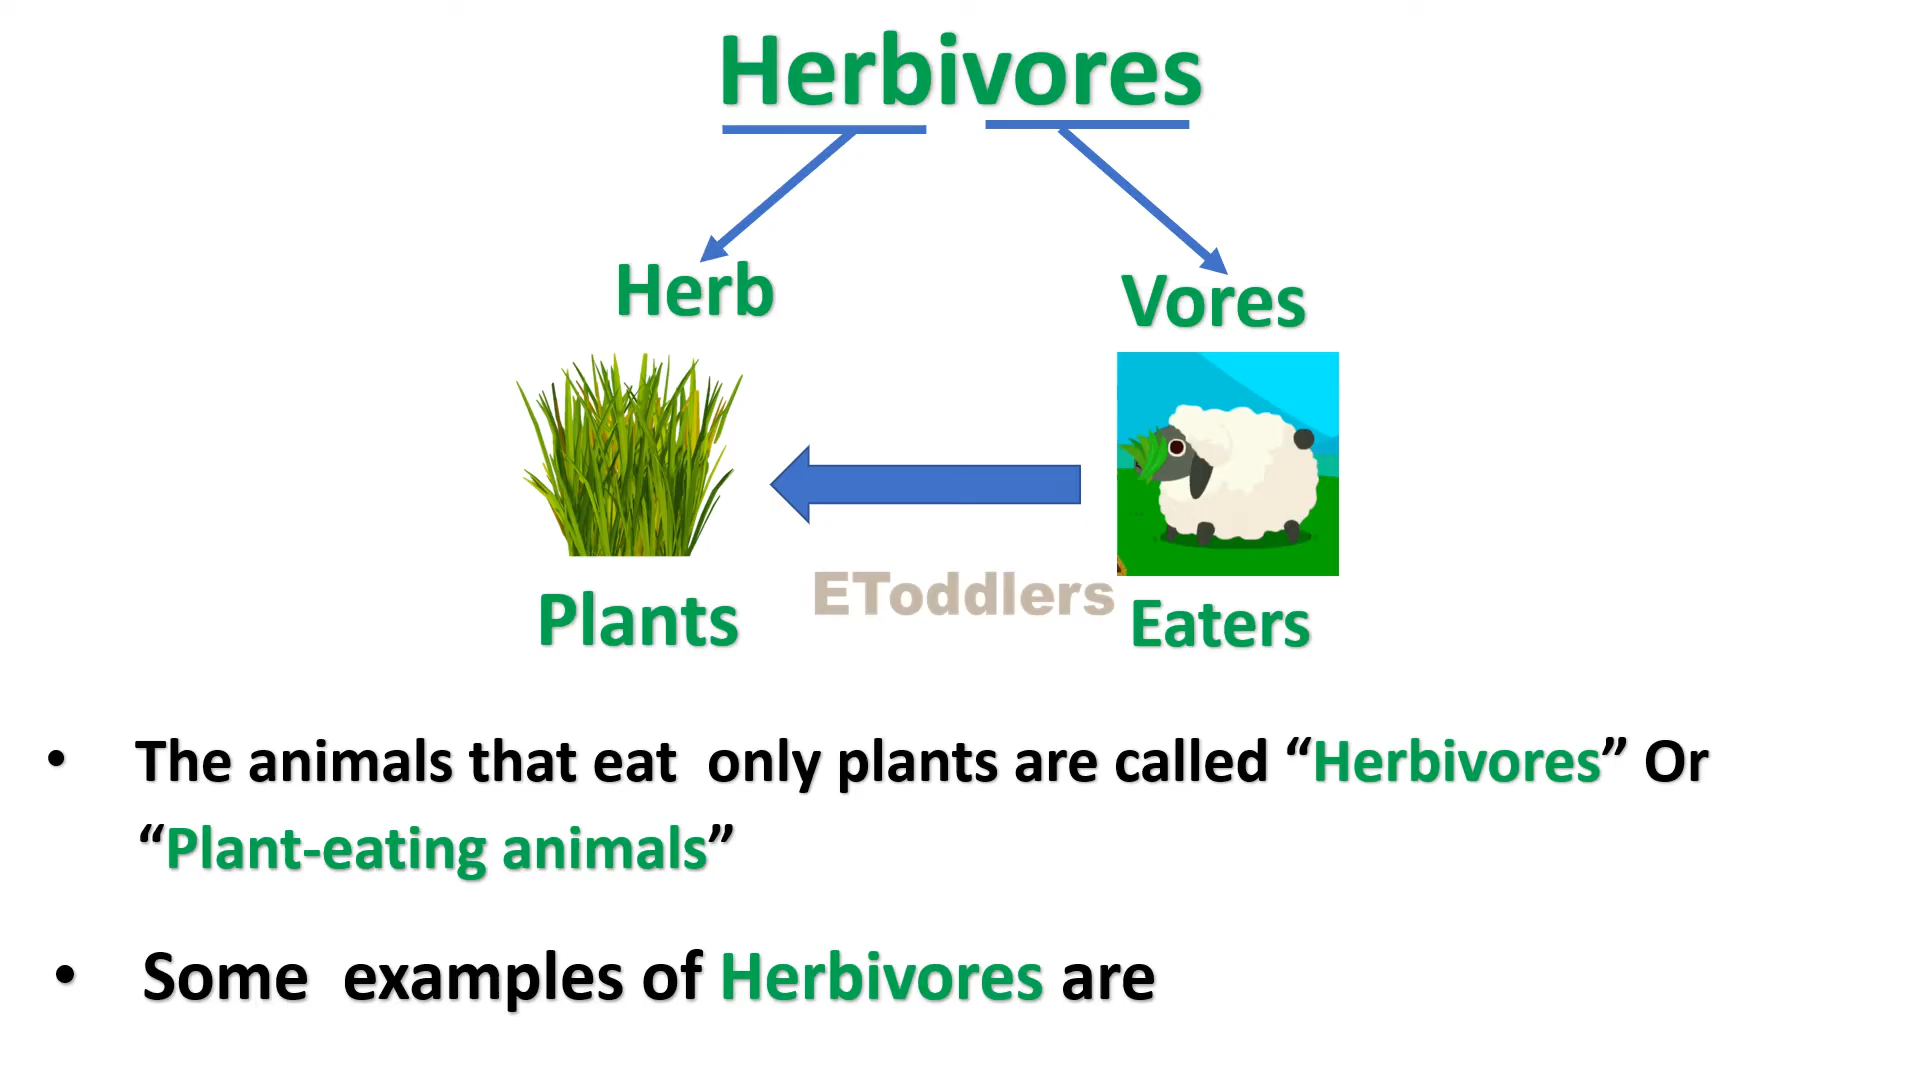 Herbivores
Herb
Vores
Plants
EToddlers
Eaters
• The animals that eat only plants are called “Herbivores” Or
“Plant-eating animals”
• Some examples of Herbivores are